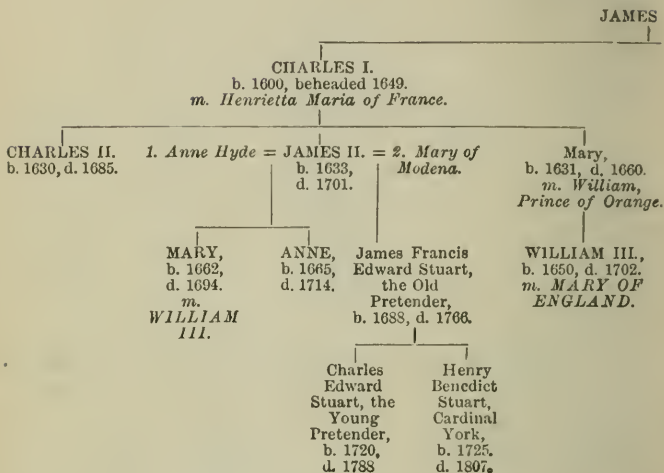 JAMES
CHARLES I.
b. 1600, beheaded 1649.
m. Henrietta Maria of France.
CHARLES II.
b. 1630, d. 1685.
1. Anne Hyde = JAMES II. = 2. Mary of
b. 1633,
Modena.
d. 1701.
Mary,
b. 1631, d. 1660.
m. William,
Prince of Orange.
MARY,
b. 1662,
d. 1694.
m.
WILLIAM
III.
ANNE,
b. 1665,
d. 1714.
James Francis
Edward Stuart,
the Old
Pretender,
b. 1688, d. 1766.
WILLIAM III.,
b. 1650, d. 1702.
m. MARY OF
ENGLAND.
Charles
Edward
Stuart, the
Young
Pretender,
b. 1720,
d. 1788
Henry
Benedict
Stuart,
Cardinal
York,
b. 1725.
d. 1807.